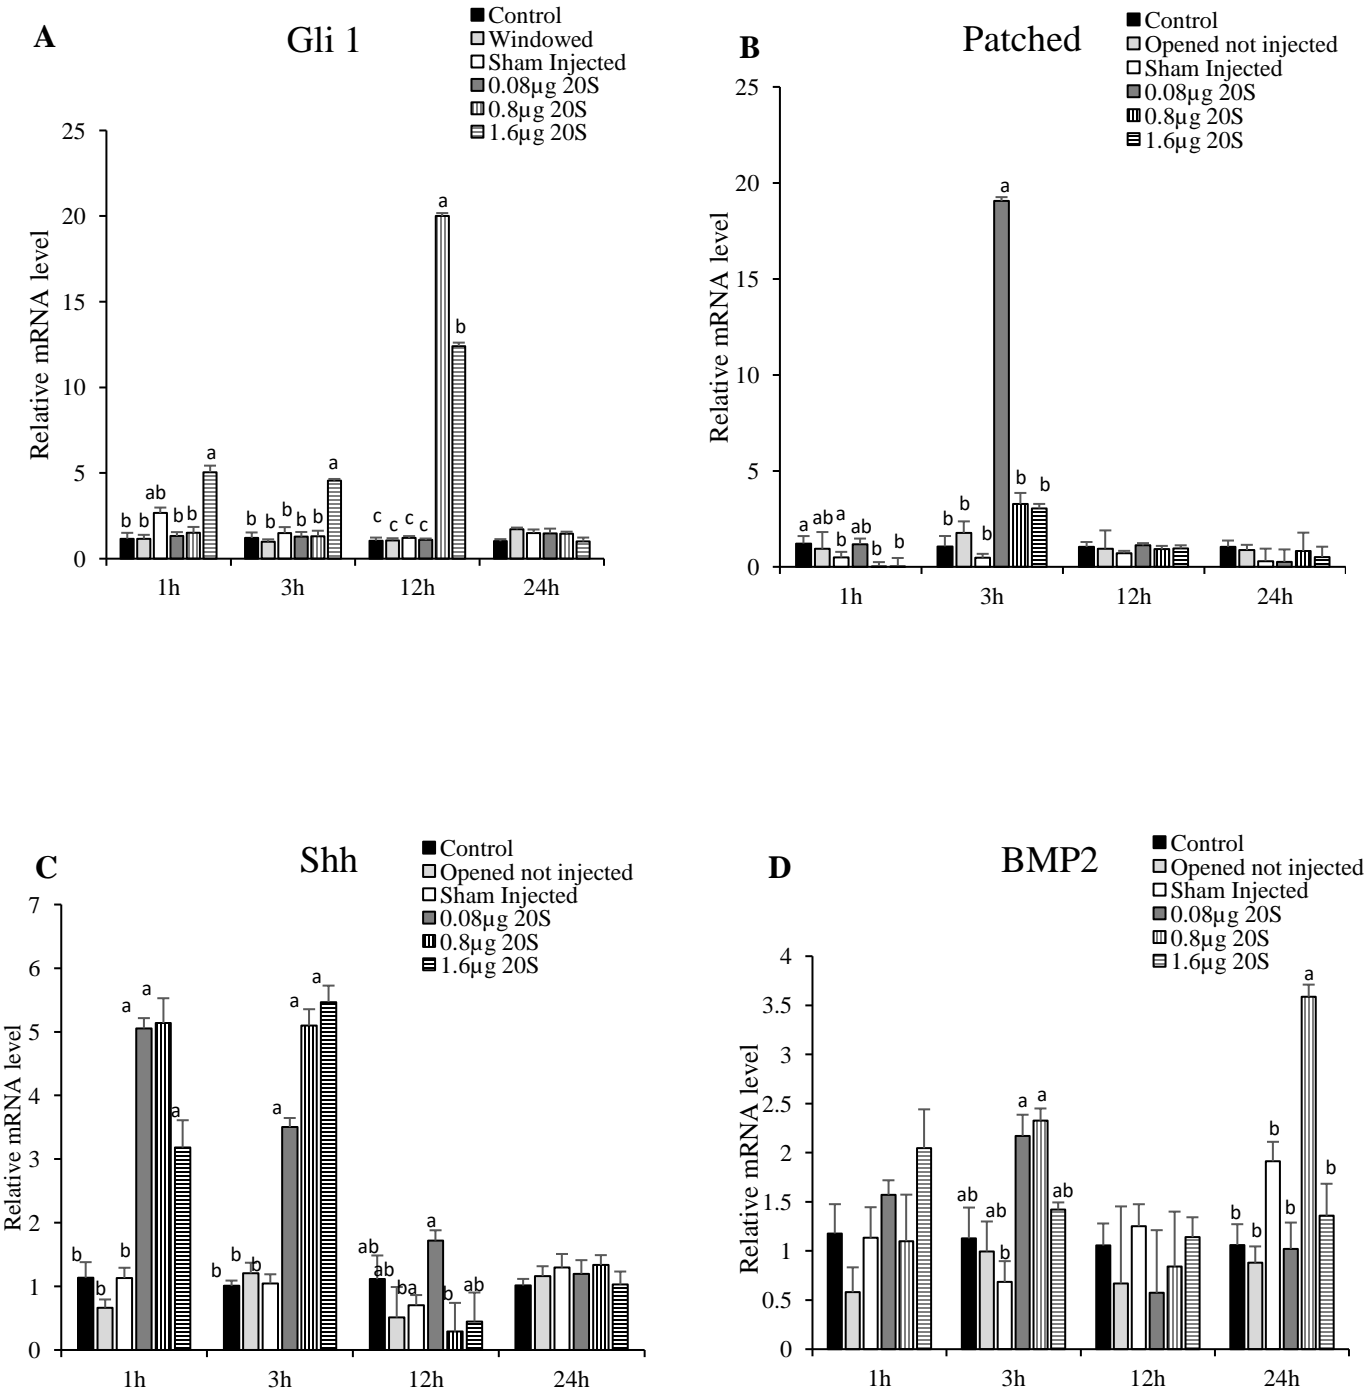 A
Gli 1
Control
Windowed
Sham Injected
0.08µg 20S
0.8µg 20S
1.6µg 20S
Relative mRNA level
25
20
15
10
5
0
b b ab b b a
b b b b b a
c c c c a b
1h 3h 12h 24h
B
Patched
Control
Opened not injected
Sham Injected
0.08µg 20S
0.8µg 20S
1.6µg 20S
Relative mRNA level
25
20
15
10
5
0
a ab a ab b b
b b b a b b
1h 3h 12h 24h
C
Shh
Control
Opened not injected
Sham Injected
0.08µg 20S
0.8µg 20S
1.6µg 20S
Relative mRNA level
7
6
5
4
3
2
1
0
b b b a a a
b b b a a a
ab ab ba a b ab
1h 3h 12h 24h
D
BMP2
Control
Opened not injected
Sham Injected
0.08µg 20S
0.8µg 20S
1.6µg 20S
Relative mRNA level
4
3.5
3
2.5
2
1.5
1
0.5
0
ab ab b a a ab
b b b b a b
1h 3h 12h 24h